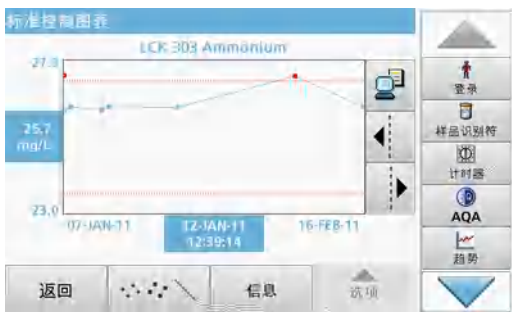 标准控制图表
LCK 303 Ammonium
27.3
25.7
mg/L
23.0
07-JAN-11
12-JAN-11
12:39:14
16-FEB-11
返回
信息
选项
登录
样品识别符
计时器
AQA
趋势